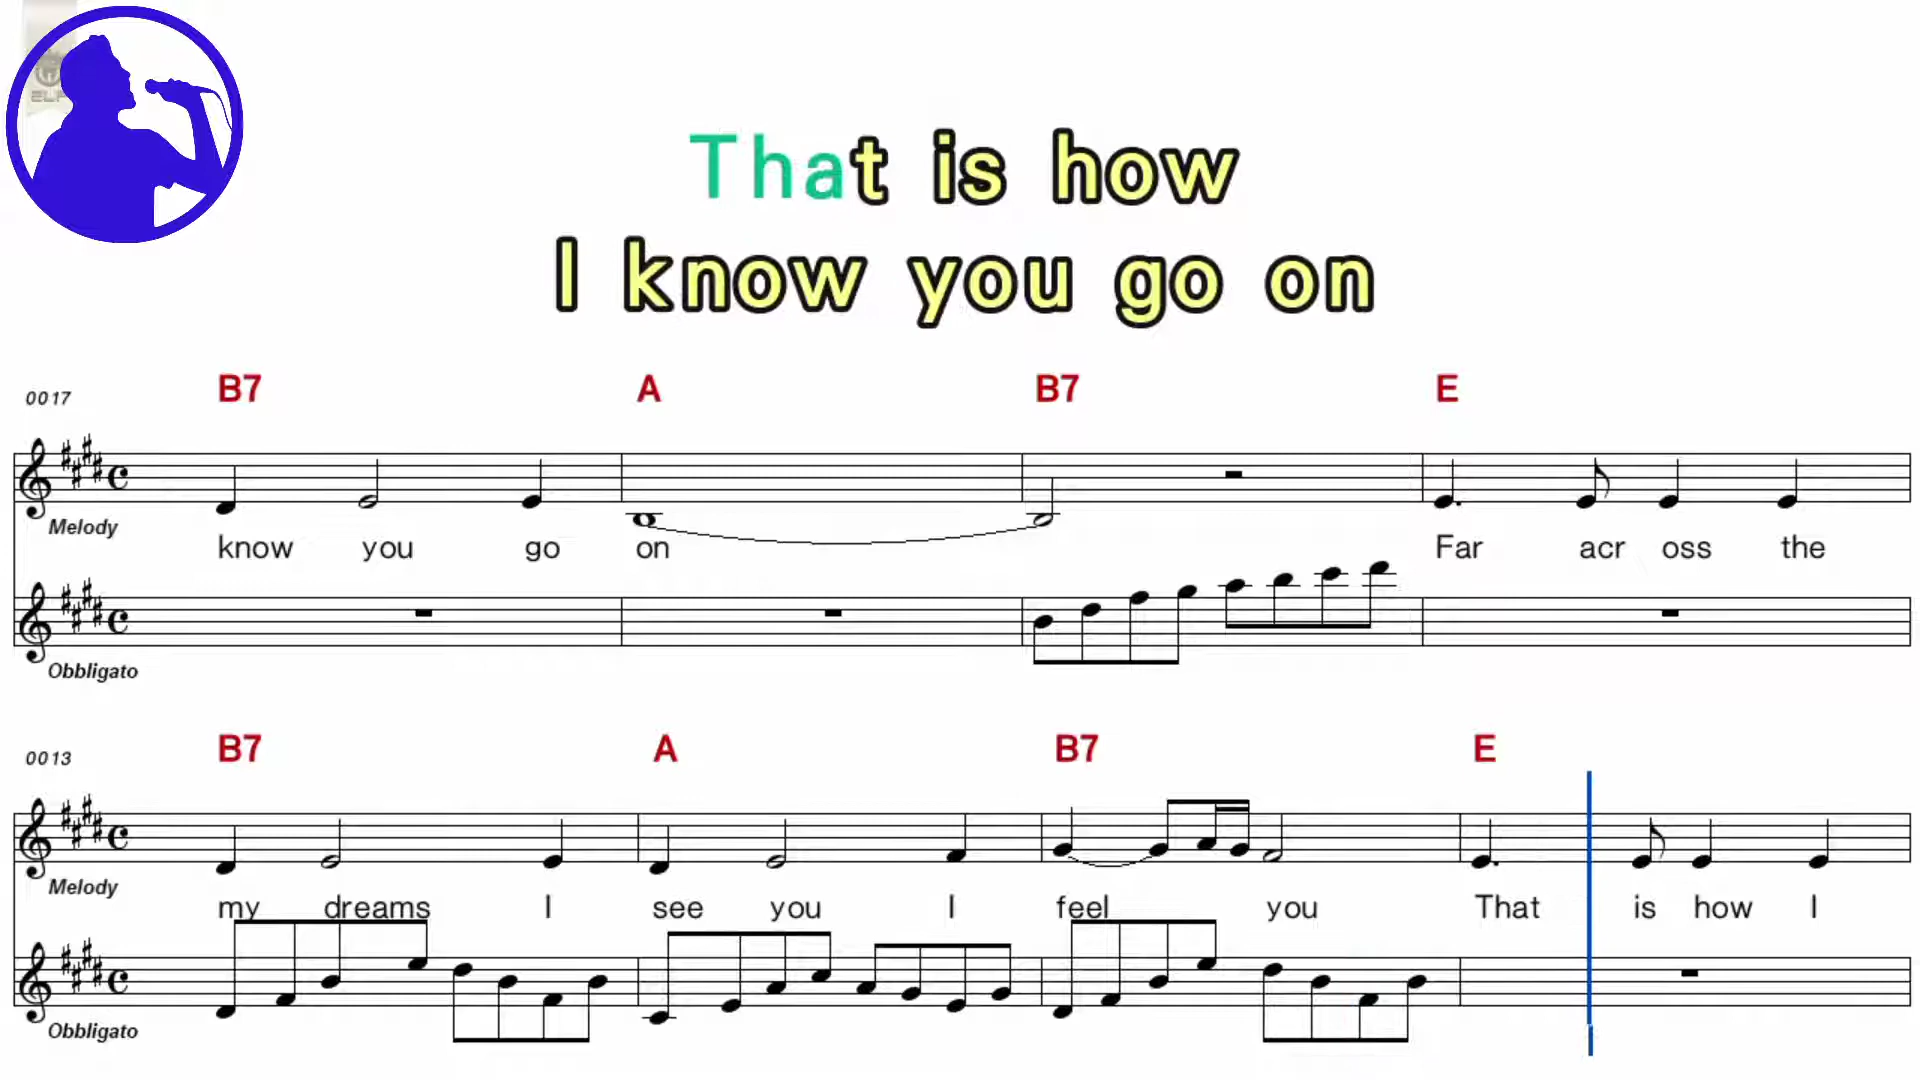 That is how
I know you go on
0017 B7 A B7 E
Melody
know you go on Far acr oss the
Obbligato
0013 B7 A B7 E
Melody
my dreams I see you I feel you That is how I
Obbligato